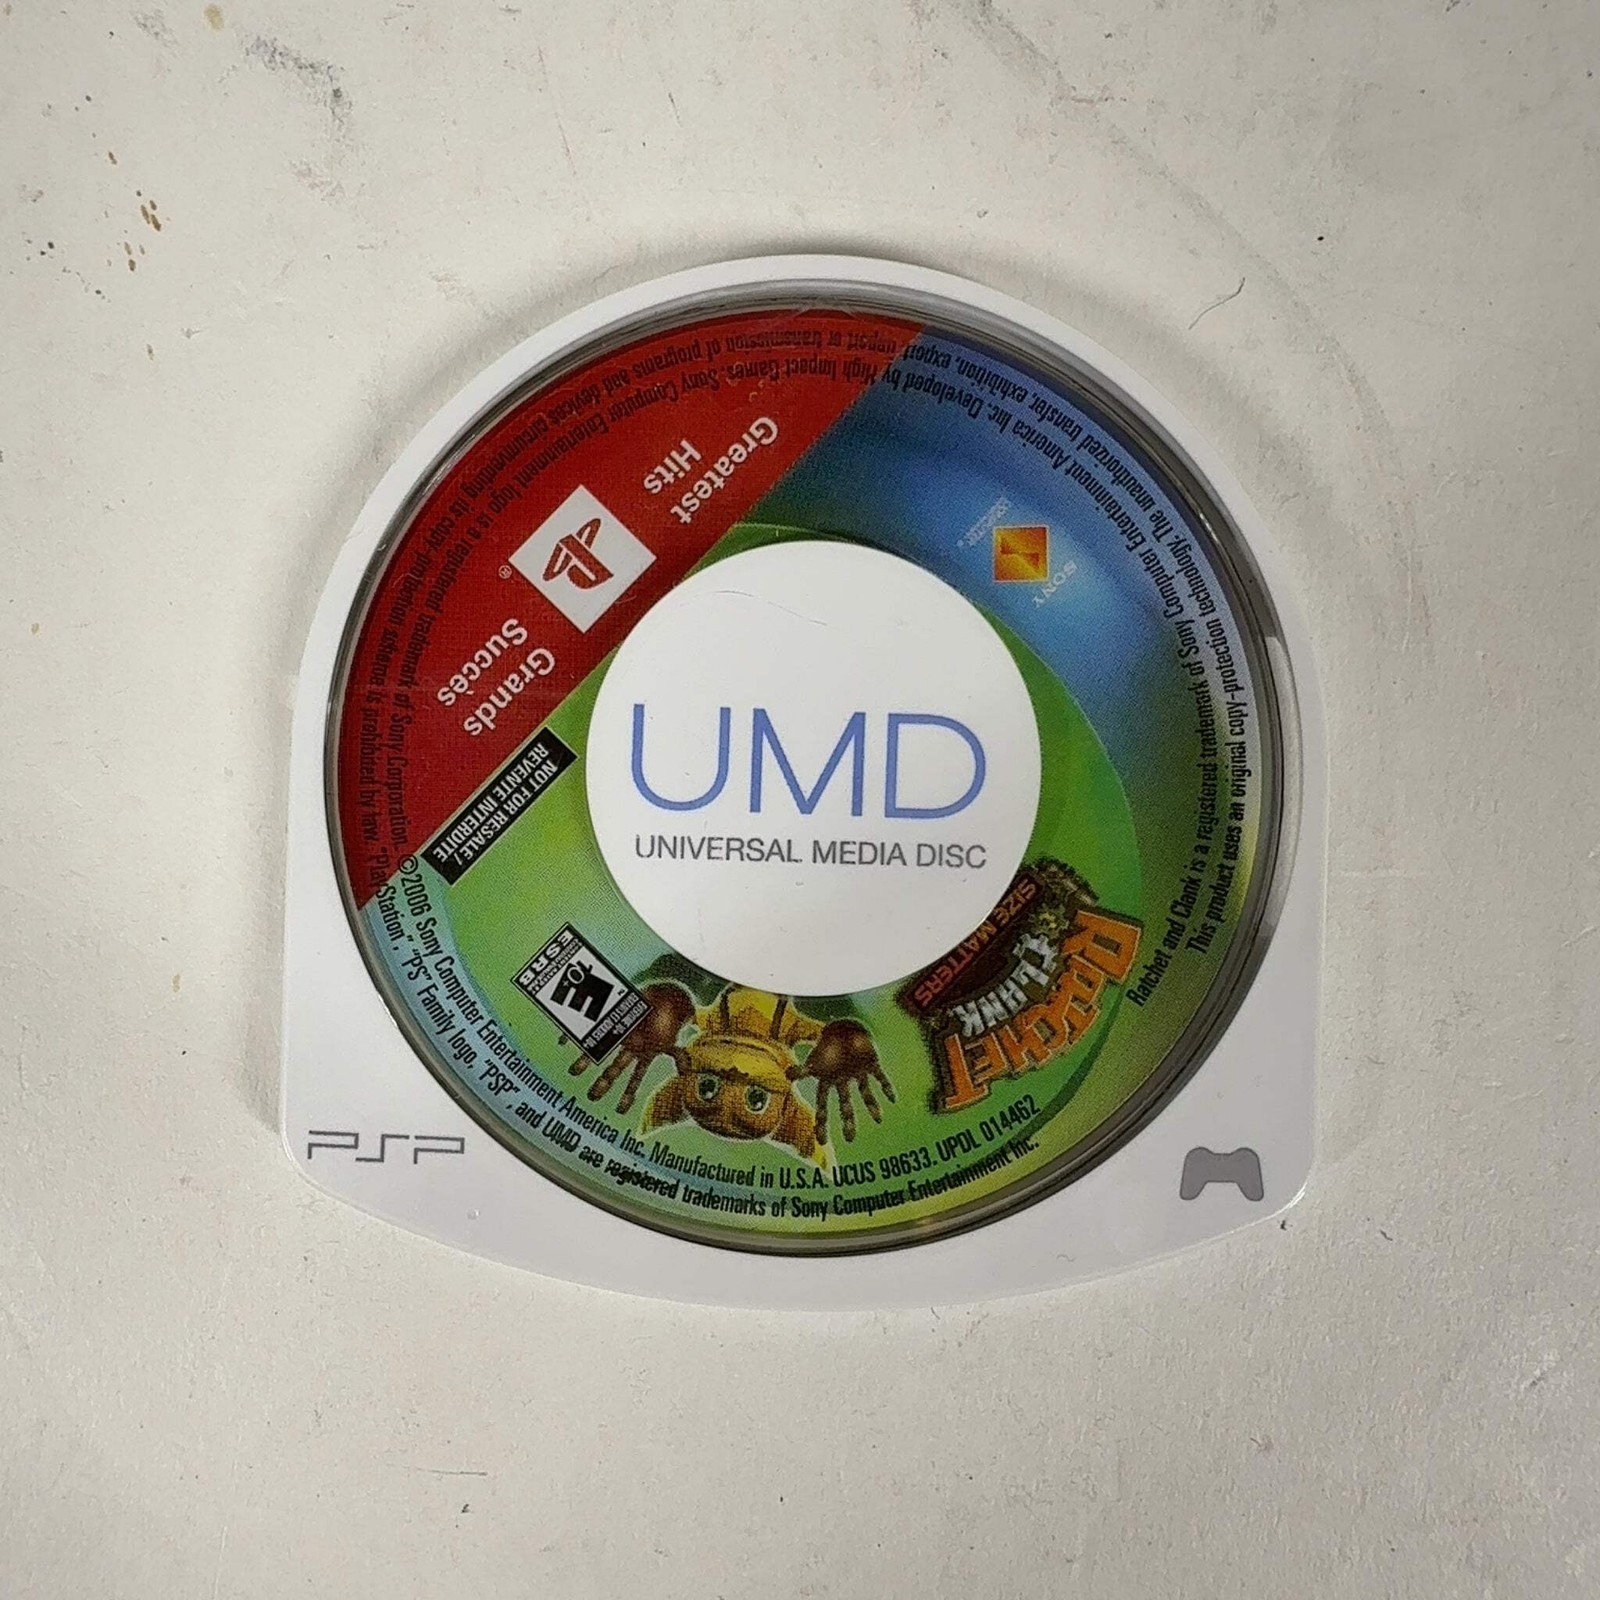 Greatest
Hits
®
Grands
Succès
NOT FOR RESALE/
REVENTE INTERDITE
SONY
UMD
UNIVERSAL MEDIA DISC
E
10+
ESRB
RATCHET
CLANK
SIZE MATTERS
PSP
©2006 Sony Computer Entertainment America Inc. Manufactured in U.S.A. UCUS 98633. UPDL 014462
"PlayStation", "PS" Family logo, "PSP", and UMD are registered trademarks of Sony Computer Entertainment Inc.
Ratchet and Clank is a registered trademark of Sony Computer Entertainment America Inc. Developed by High Impact Games. Sony Computer Entertainment logo is a registered trademark of Sony Corporation.
This product uses an original copy-protection technology. The unauthorized transfer, exhibition, export, import or transmission of programs and devices circumventing its copy-protection scheme is prohibited by law.